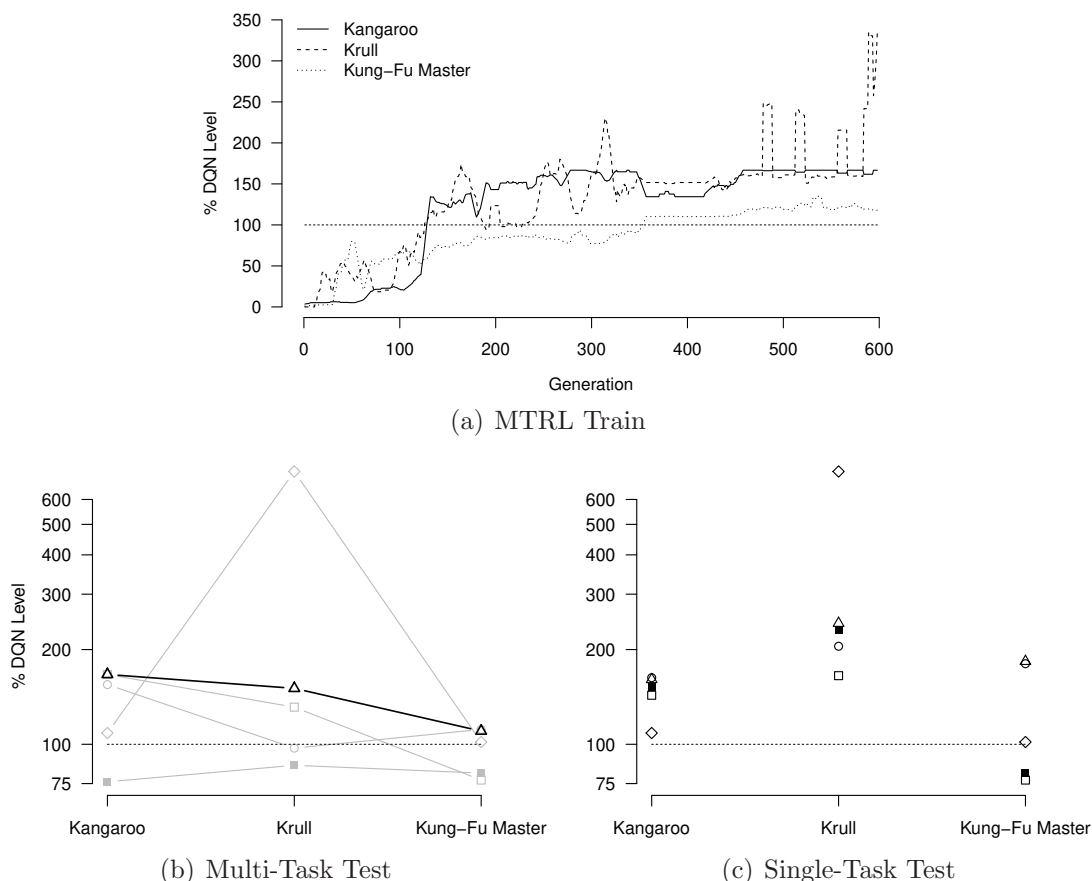 350
300
250
200
150
100
50
0
% DQN Level
Kangaroo
Krull
Kung−Fu Master
0 100 200 300 400 500 600
Generation
(a) MTRL Train
600
500
400
300
200
100
75
% DQN Level
Kangaroo Krull Kung−Fu Master
(b) Multi-Task Test
600
500
400
300
200
100
75
Kangaroo Krull Kung−Fu Master
(c) Single-Task Test